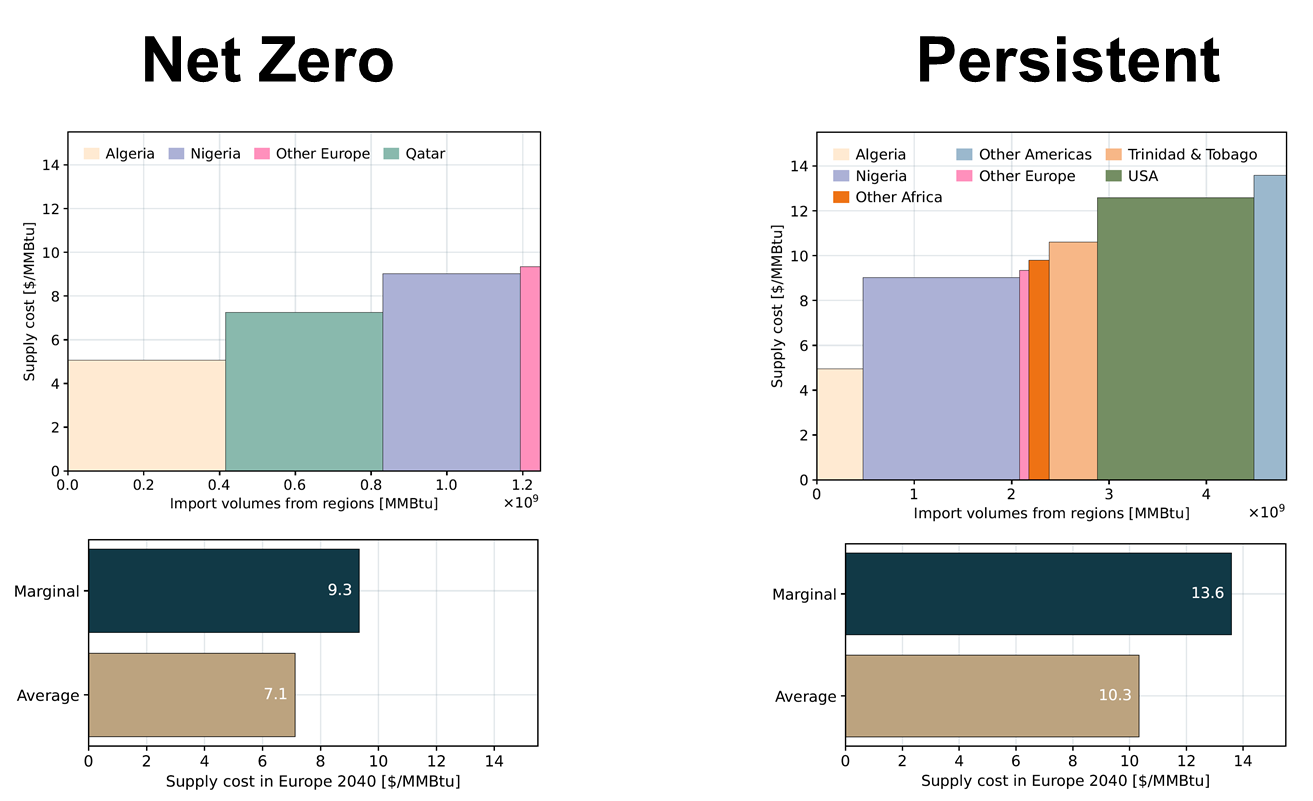 Net Zero
Persistent
Algeria Nigeria Other Europe Qatar
14
12
10
8
6
4
2
0
Supply cost [$/MMBtu]
0.0 0.2 0.4 0.6 0.8 1.0 1.2
Import volumes from regions [MMBtu]
×10⁹
Marginal
9.3
Average
7.1
0 2 4 6 8 10 12 14
Supply cost in Europe 2040 [$/MMBtu]
Algeria Other Americas Trinidad & Tobago
Nigeria Other Europe USA
Other Africa
14
12
10
8
6
4
2
0
Supply cost [$/MMBtu]
0 1 2 3 4
Import volumes from regions [MMBtu]
×10⁹
Marginal
13.6
Average
10.3
0 2 4 6 8 10 12 14
Supply cost in Europe 2040 [$/MMBtu]